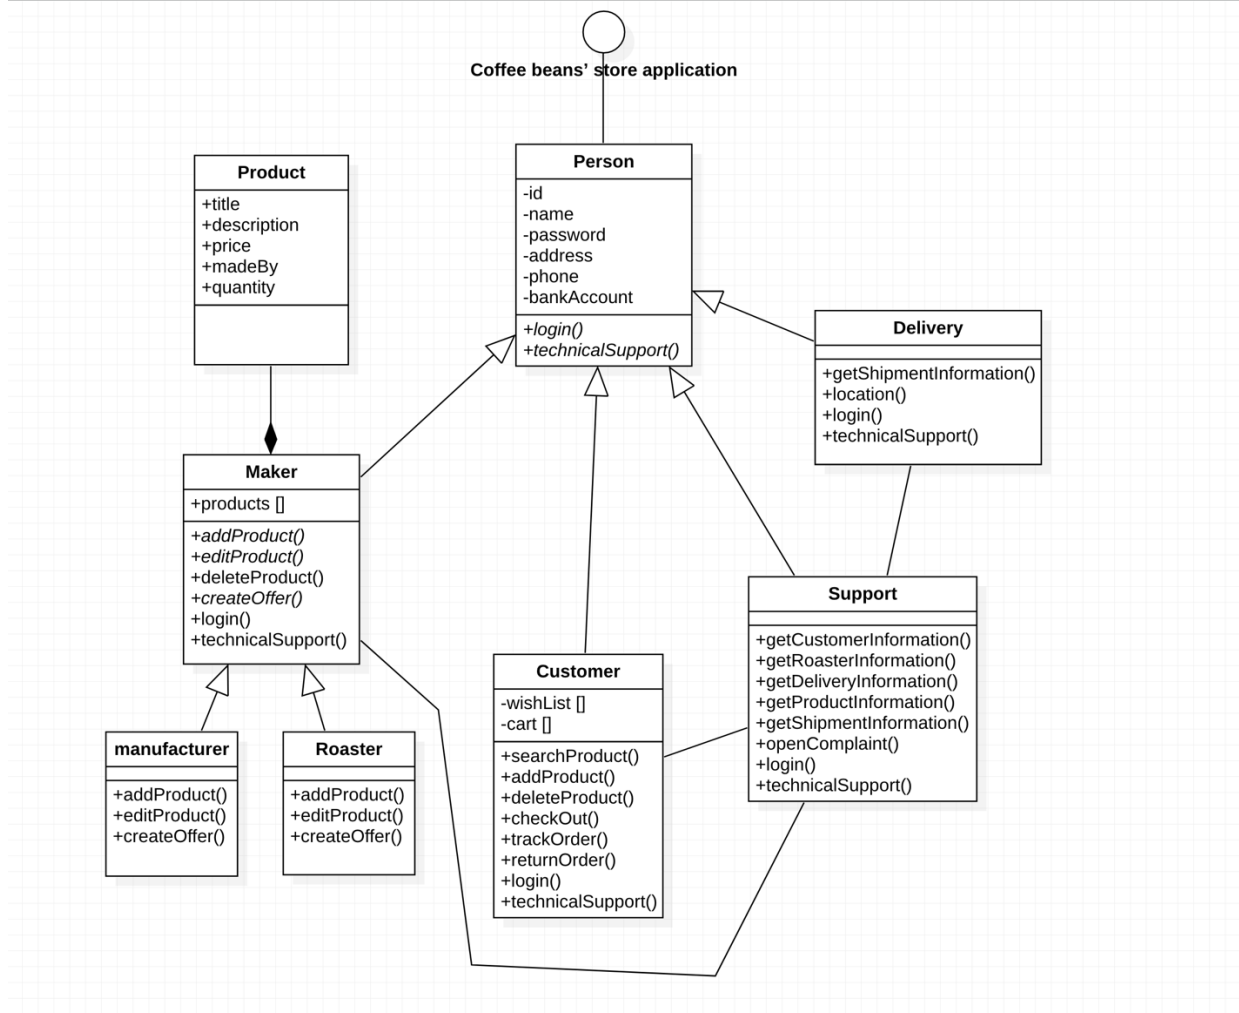 Coffee beans’ store application
Product
+title
+description
+price
+madeBy
+quantity
Person
-id
-name
-password
-address
-phone
-bankAccount
+login()
+technicalSupport()
Delivery
+getShipmentInformation()
+location()
+login()
+technicalSupport()
Maker
+products []
+addProduct()
+editProduct()
+deleteProduct()
+createOffer()
+login()
+technicalSupport()
Support
+getCustomerInformation()
+getRoasterInformation()
+getDeliveryInformation()
+getProductInformation()
+getShipmentInformation()
+openComplaint()
+login()
+technicalSupport()
Customer
-wishList []
-cart []
+searchProduct()
+addProduct()
+deleteProduct()
+checkOut()
+trackOrder()
+returnOrder()
+login()
+technicalSupport()
manufacturer
+addProduct()
+editProduct()
+createOffer()
Roaster
+addProduct()
+editProduct()
+createOffer()